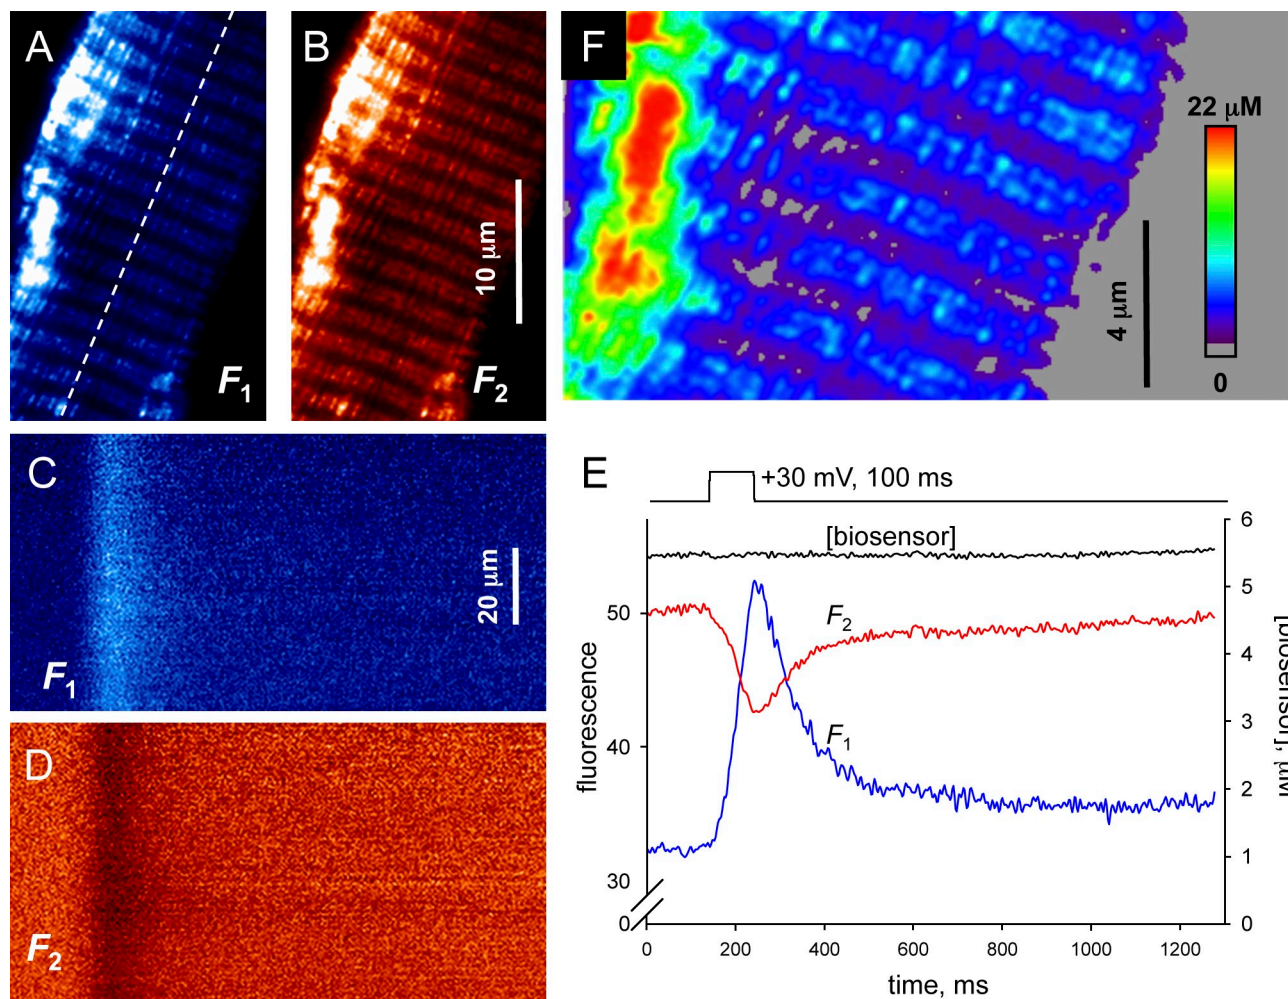 A
F1
B
10 μm
F2
F
22 μM
0
4 μm
C
20 μm
F1
D
F2
E
+30 mV, 100 ms
[biosensor]
F2
F1
fluorescence
50
40
30
0
6
5
4
3
2
1
0
[biosensor], μM
0
200
400
600
800
1000
1200
time, ms